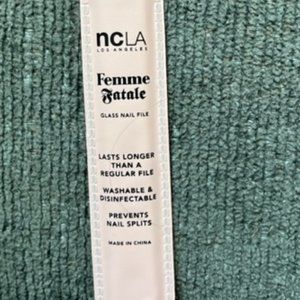 ncLA
LOS ANGELES
Femme
Fatale
GLASS NAIL FILE
LASTS LONGER
THAN A
REGULAR FILE
WASHABLE &
DISINFECTABLE
PREVENTS
NAIL SPLITS
MADE IN CHINA